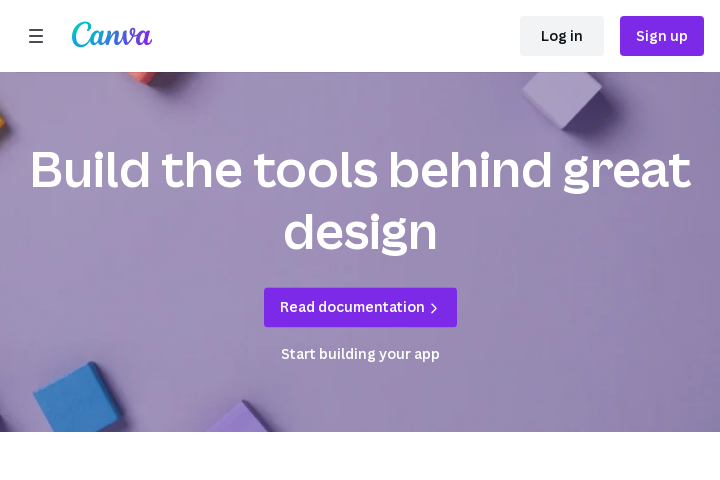 Canva
Log in
Sign up
Build the tools behind great
design
Read documentation
Start building your app